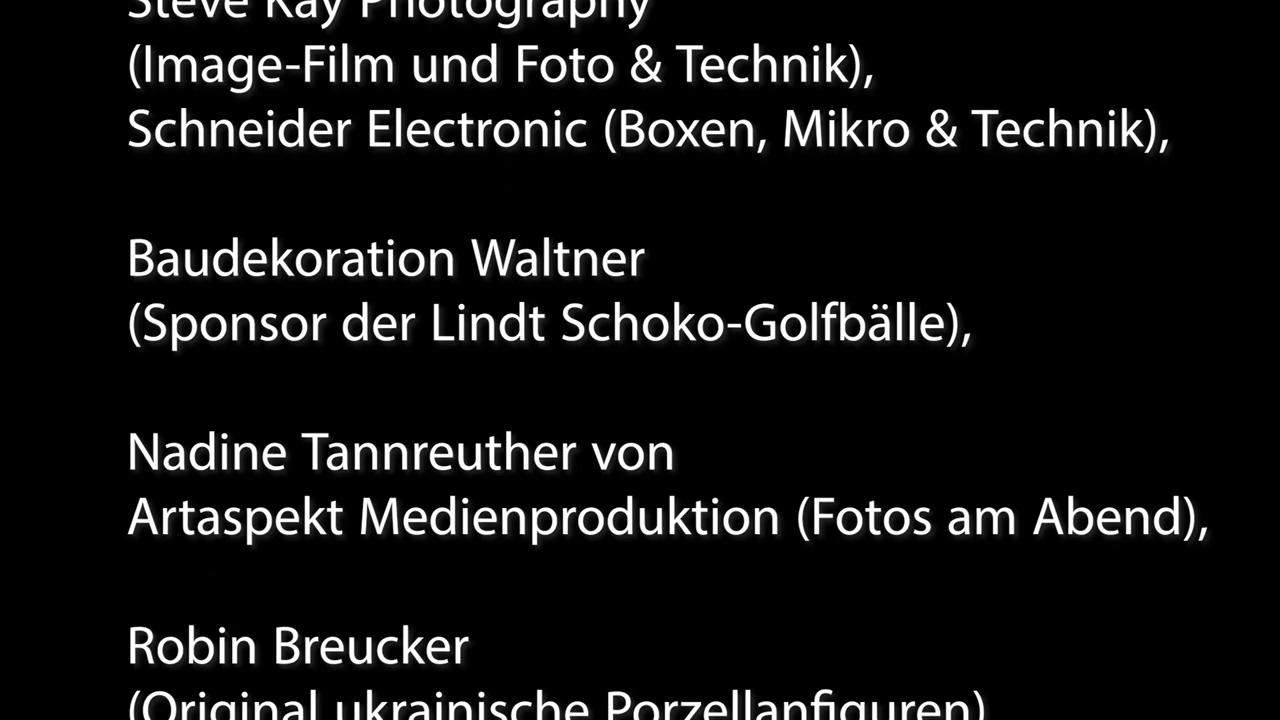 Steve Kay Photography
(Image-Film und Foto & Technik),
Schneider Electronic (Boxen, Mikro & Technik),
Baudekoration Waltner
(Sponsor der Lindt Schoko-Golfbälle),
Nadine Tannreuther von
Artaspekt Medienproduktion (Fotos am Abend),
Robin Breucker
(Original ukrainische Porzellanfiguren)